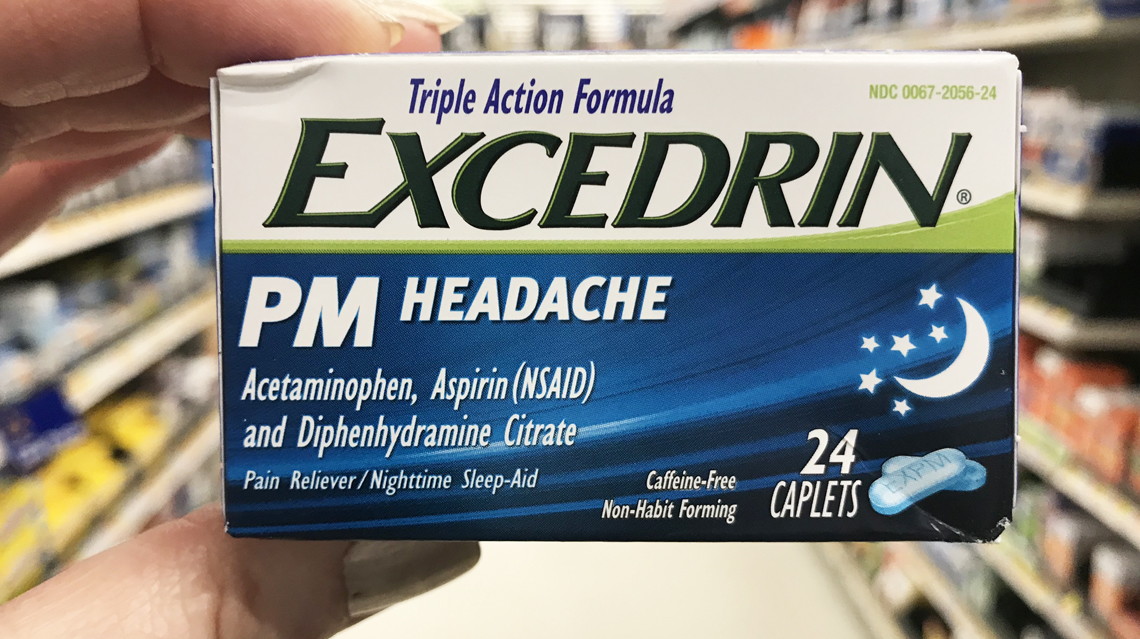 Triple Action Formula
NDC 0067-2056-24
EXCEDRIN®
PM HEADACHE
Acetaminophen, Aspirin (NSAID)
and Diphenhydramine Citrate
Pain Reliever/Nighttime Sleep-Aid
Caffeine-Free
Non-Habit Forming
24
CAPLETS
EXPM